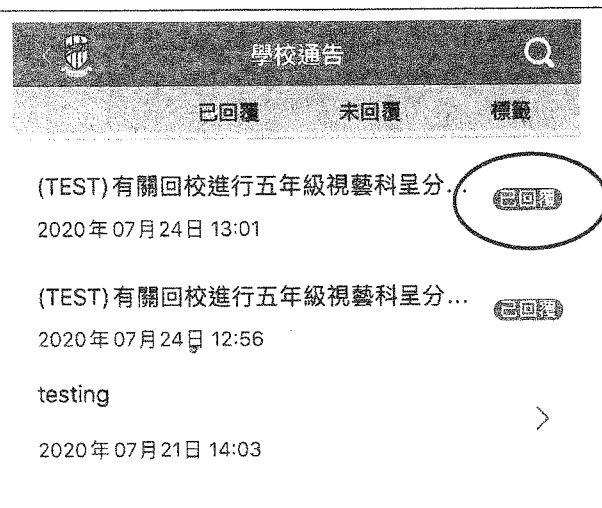 學校通告
已回覆 未回覆 標籤
(TEST)有關回校進行五年級視藝科呈分...
已回覆
2020年07月24日 13:01
(TEST)有關回校進行五年級視藝科呈分...
已回覆
2020年07月24日 12:56
testing
2020年07月21日 14:03